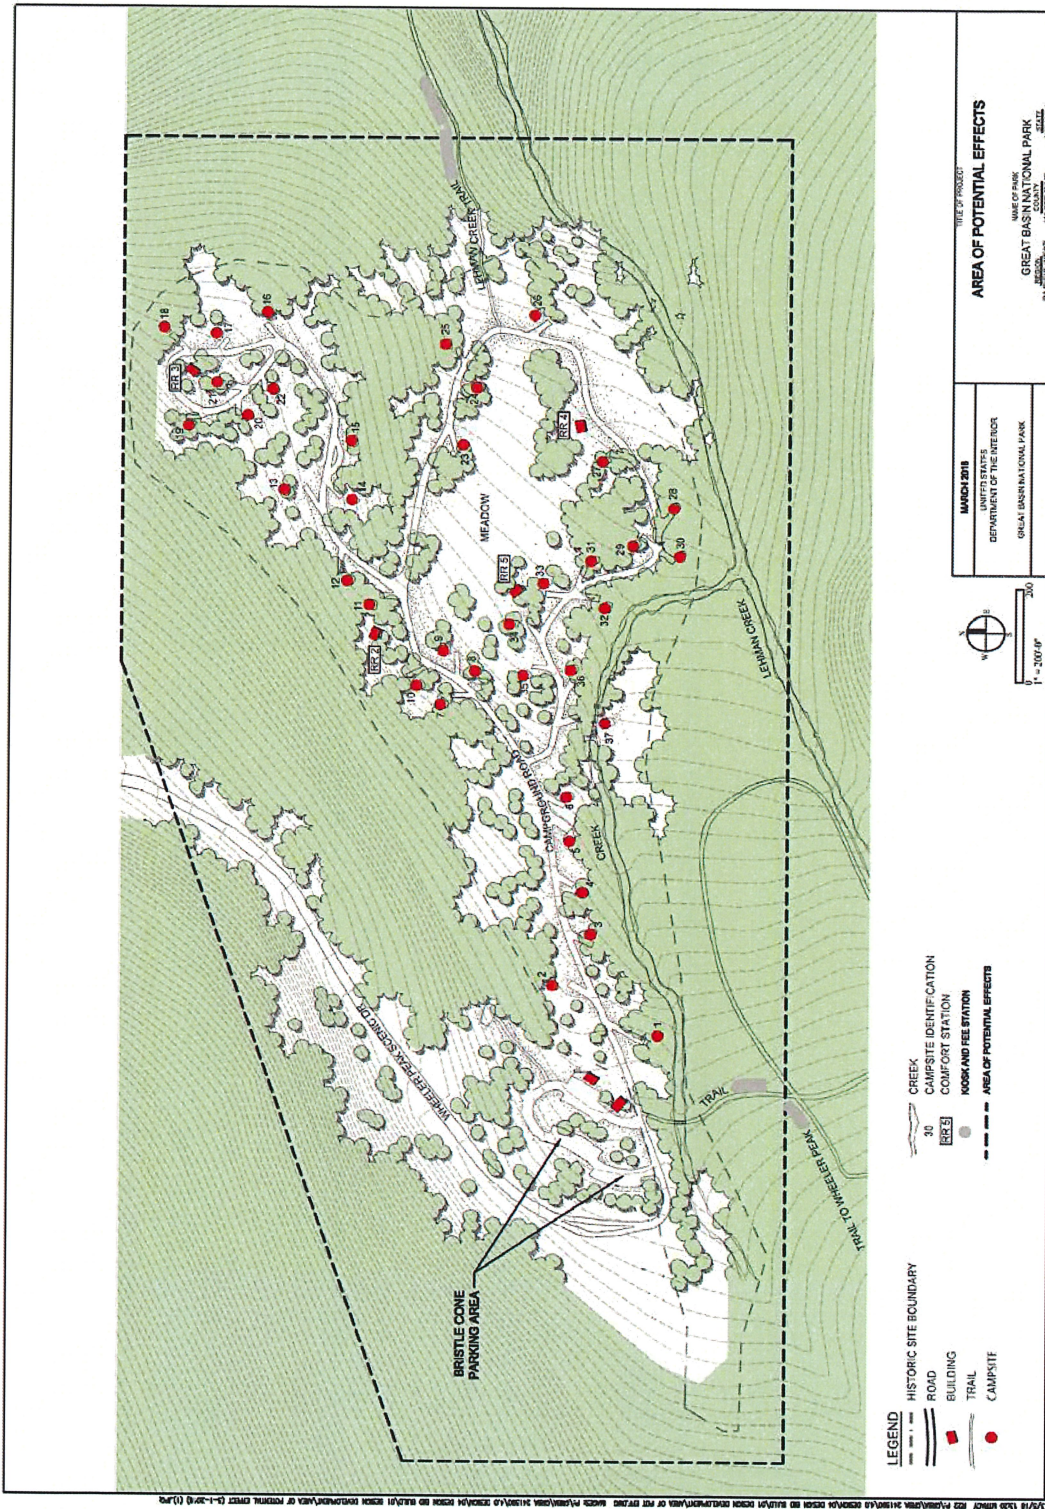 TITLE OF PROJECT
AREA OF POTENTIAL EFFECTS
NAME OF PARK
GREAT BASIN NATIONAL PARK
REGION
COUNTY
STATE
MARCH 2018
UNITED STATES
DEPARTMENT OF THE INTERIOR
GREAT BASIN NATIONAL PARK
N
W
E
S
0
200
1" = 200'-0"
LEHMAN CREEK TRAIL
18
17
16
RR 3
19
21
20
22
15
13
14
12
11
RR 2
10
9
7
8
25
26
24
23
RR 4
27
28
MEADOW
RR 5
29
30
31
33
32
34
35
36
37
CAMPGROUND ROAD
6
5
4
3
2
1
CREEK
LEHMAN CREEK
WHEELER PEAK SCENIC DR
TRAIL
TRAIL TO WHEELER PEAK
BRISTLE CONE
PARKING AREA
LEGEND
HISTORIC SITE BOUNDARY
ROAD
BUILDING
TRAIL
CAMPSITE
CREEK
30 CAMPSITE IDENTIFICATION
RR 5 COMFORT STATION
KIOSK AND FEE STATION
AREA OF POTENTIAL EFFECTS